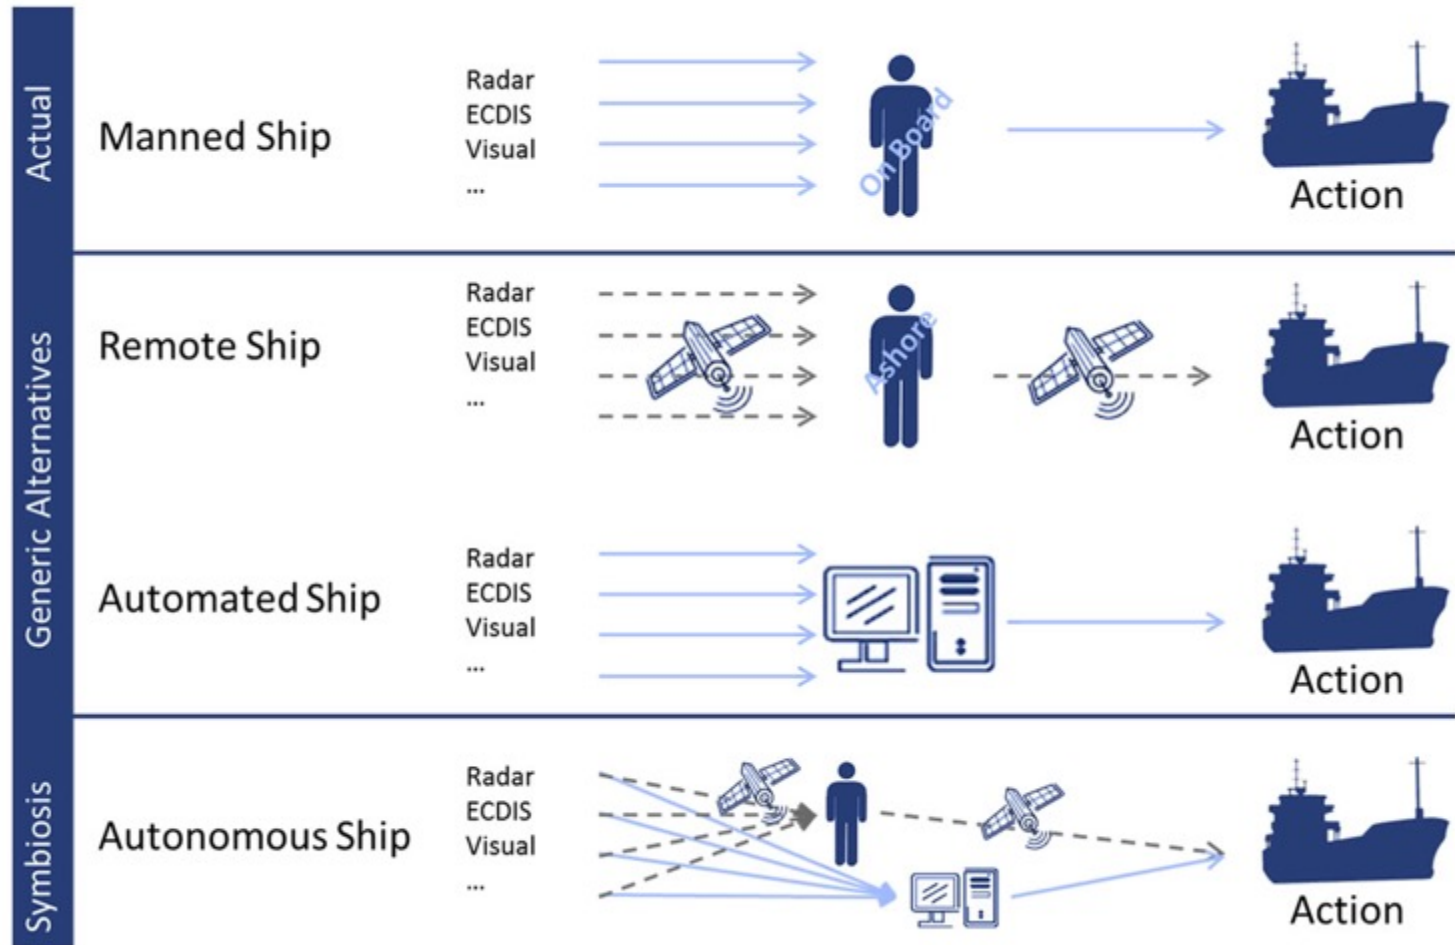 Actual
Manned Ship
Radar
ECDIS
Visual
...
On Board
Action
Generic Alternatives
Remote Ship
Radar
ECDIS
Visual
...
Ashore
Action
Automated Ship
Radar
ECDIS
Visual
...
Action
Symbiosis
Autonomous Ship
Radar
ECDIS
Visual
...
Action